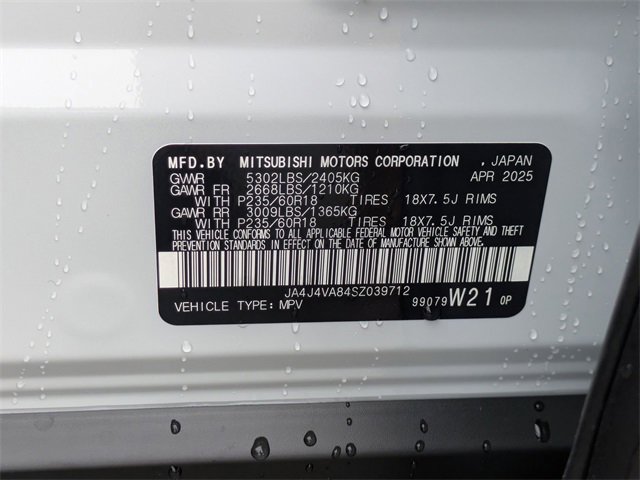 MFD.BY MITSUBISHI MOTORS CORPORATION , JAPAN
GVWR 5302LBS/2405KG APR 2025
GAWR FR 2668LBS/1210KG
WITH P235/60R18 TIRES 18X7.5J RIMS
GAWR RR 3009LBS/1365KG
WITH P235/60R18 TIRES 18X7.5J RIMS
THIS VEHICLE CONFORMS TO ALL APPLICABLE FEDERAL MOTOR VEHICLE SAFETY AND THEFT
PREVENTION STANDARDS IN EFFECT ON THE DATE OF MANUFACTURE SHOWN ABOVE.
JA4J4VA84SZ039712
VEHICLE TYPE:MPV 99079 W21 0P